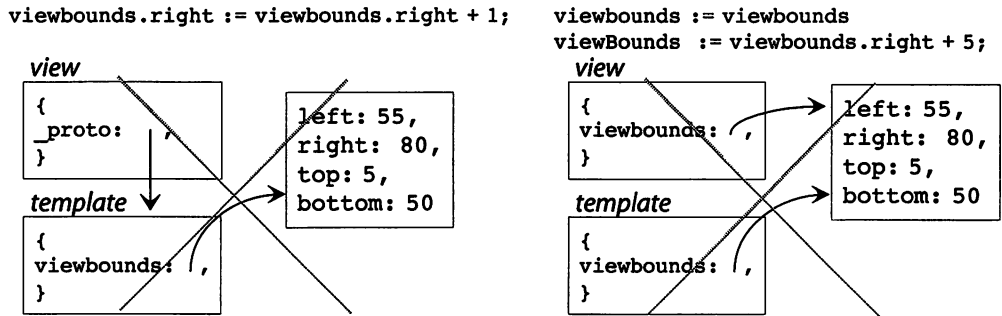 viewbounds.right := viewbounds.right + 1;
view
{
_proto: ,
}
template
{
viewbounds: ,
}
left: 55,
right: 80,
top: 5,
bottom: 50
viewbounds := viewbounds
viewBounds := viewbounds.right + 5;
view
{
viewbounds: ,
}
template
{
viewbounds: ,
}
left: 55,
right: 80,
top: 5,
bottom: 50